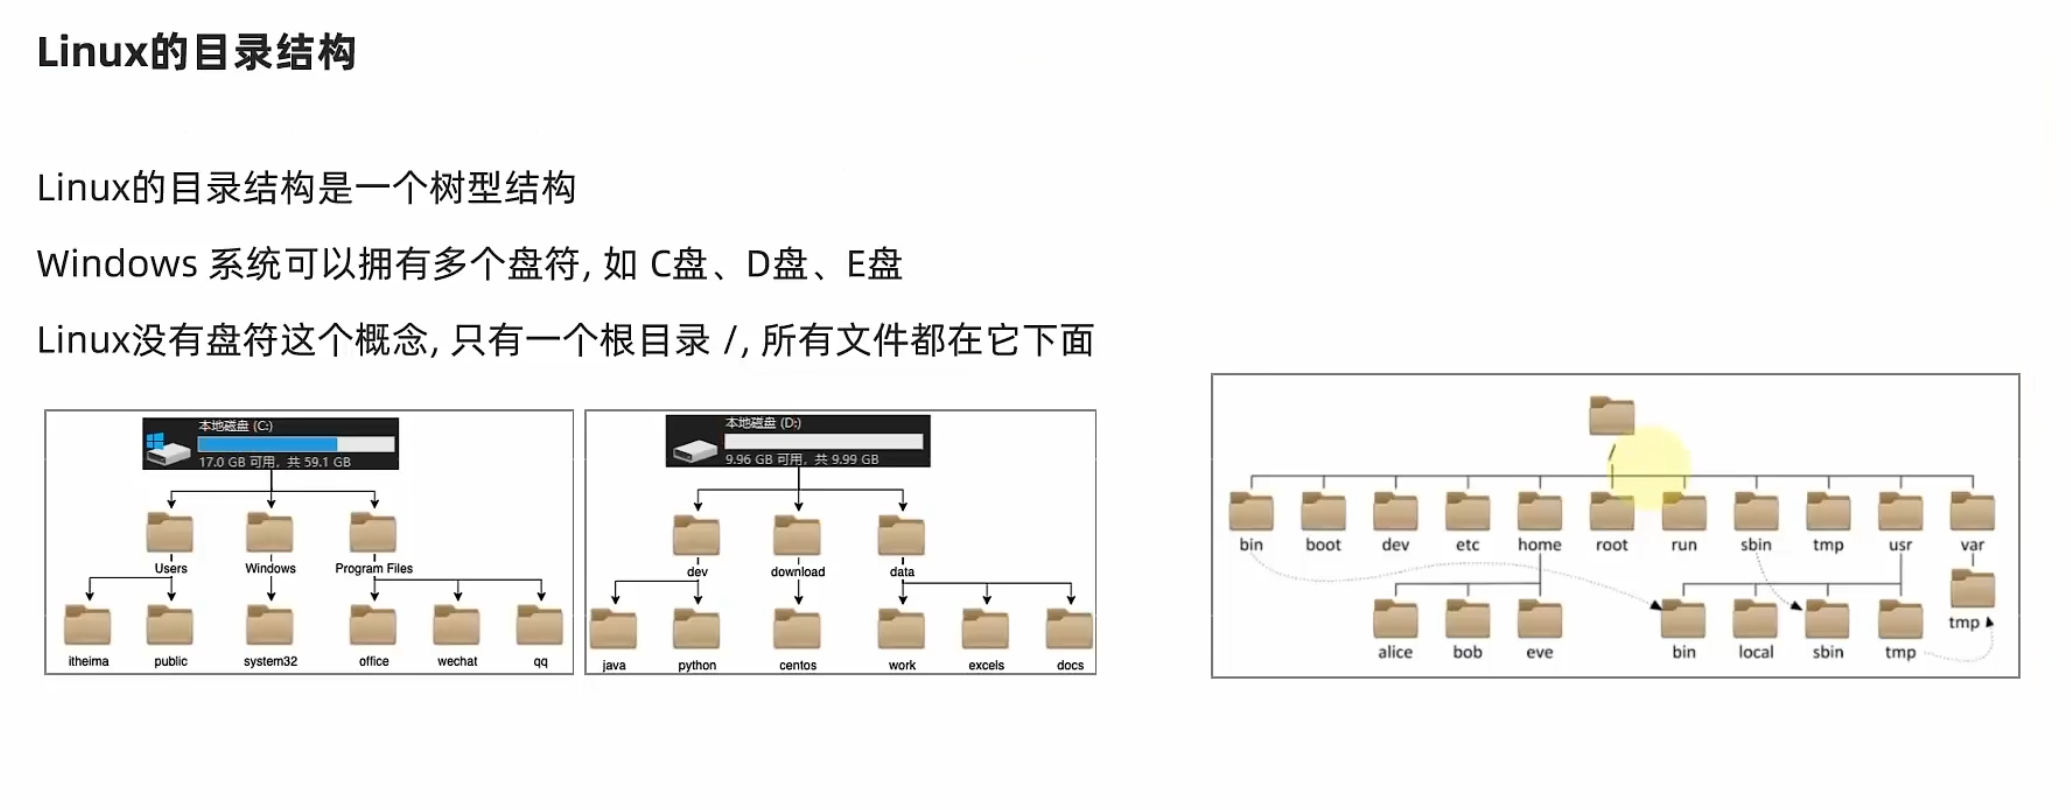 Linux的目录结构
Linux的目录结构是一个树型结构
Windows 系统可以拥有多个盘符, 如 C盘、D盘、E盘
Linux没有盘符这个概念, 只有一个根目录 /, 所有文件都在它下面
本地磁盘 (C:)
17.0 GB 可用，共 59.1 GB
Users Windows Program Files
itheima public system32 office wechat qq
本地磁盘 (D:)
9.96 GB 可用，共 9.99 GB
dev download data
java python centos work excels docs
/
bin boot dev etc home root run sbin tmp usr var
tmp
alice bob eve bin local sbin tmp